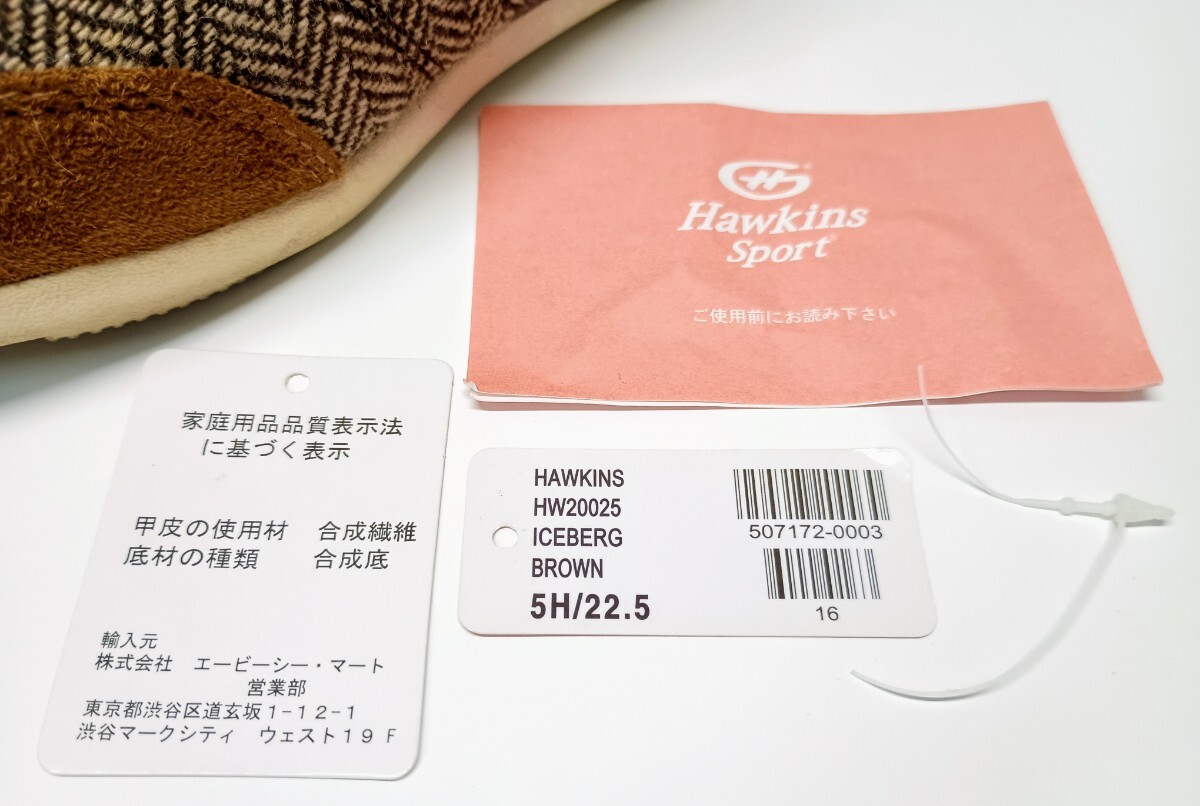 Hawkins
Sport
ご使用前にお読み下さい
家庭用品品質表示法
に基づく表示
甲皮の使用材 合成繊維
底材の種類 合成底
輸入元
株式会社 エービーシー・マート
営業部
東京都渋谷区道玄坂1-12-1
渋谷マークシティ ウェスト19F
HAWKINS
HW20025
ICEBERG
BROWN
5H/22.5
507172-0003
16